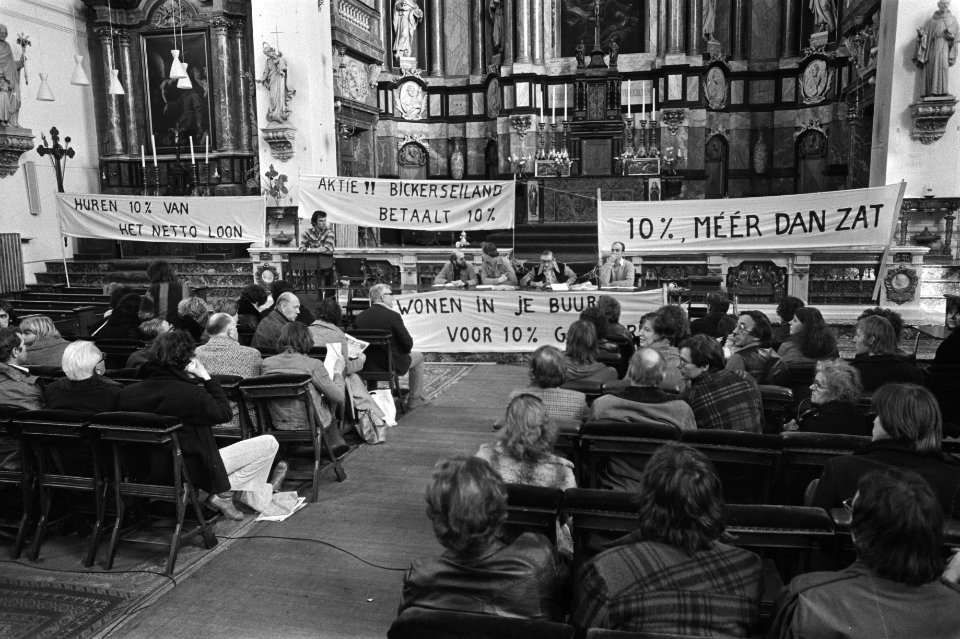 HUREN 10% VAN
HET NETTO LOON
AKTIE !! BICKERSEILAND
BETAALT 10%
10%, MÉÉR DAN ZAT
WONEN IN JE BUUR
VOOR 10% G